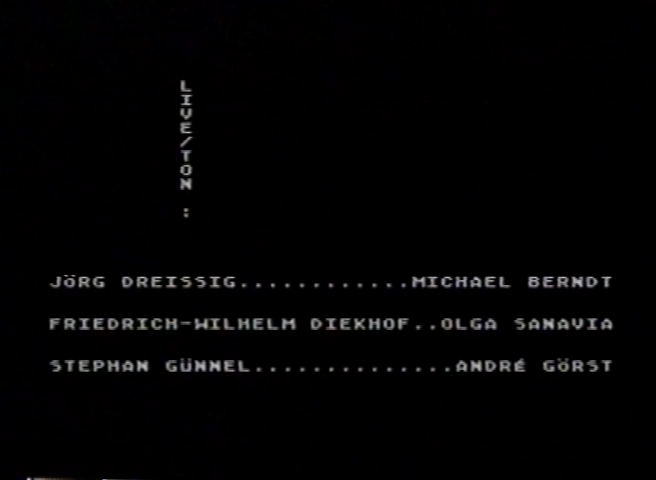 LIVE/TON :
JÖRG DREISSIG............MICHAEL BERNDT
FRIEDRICH-WILHELM DIEKHOF..OLGA SANAVIA
STEPHAN GÜNNEL..............ANDRÉ GÖRST